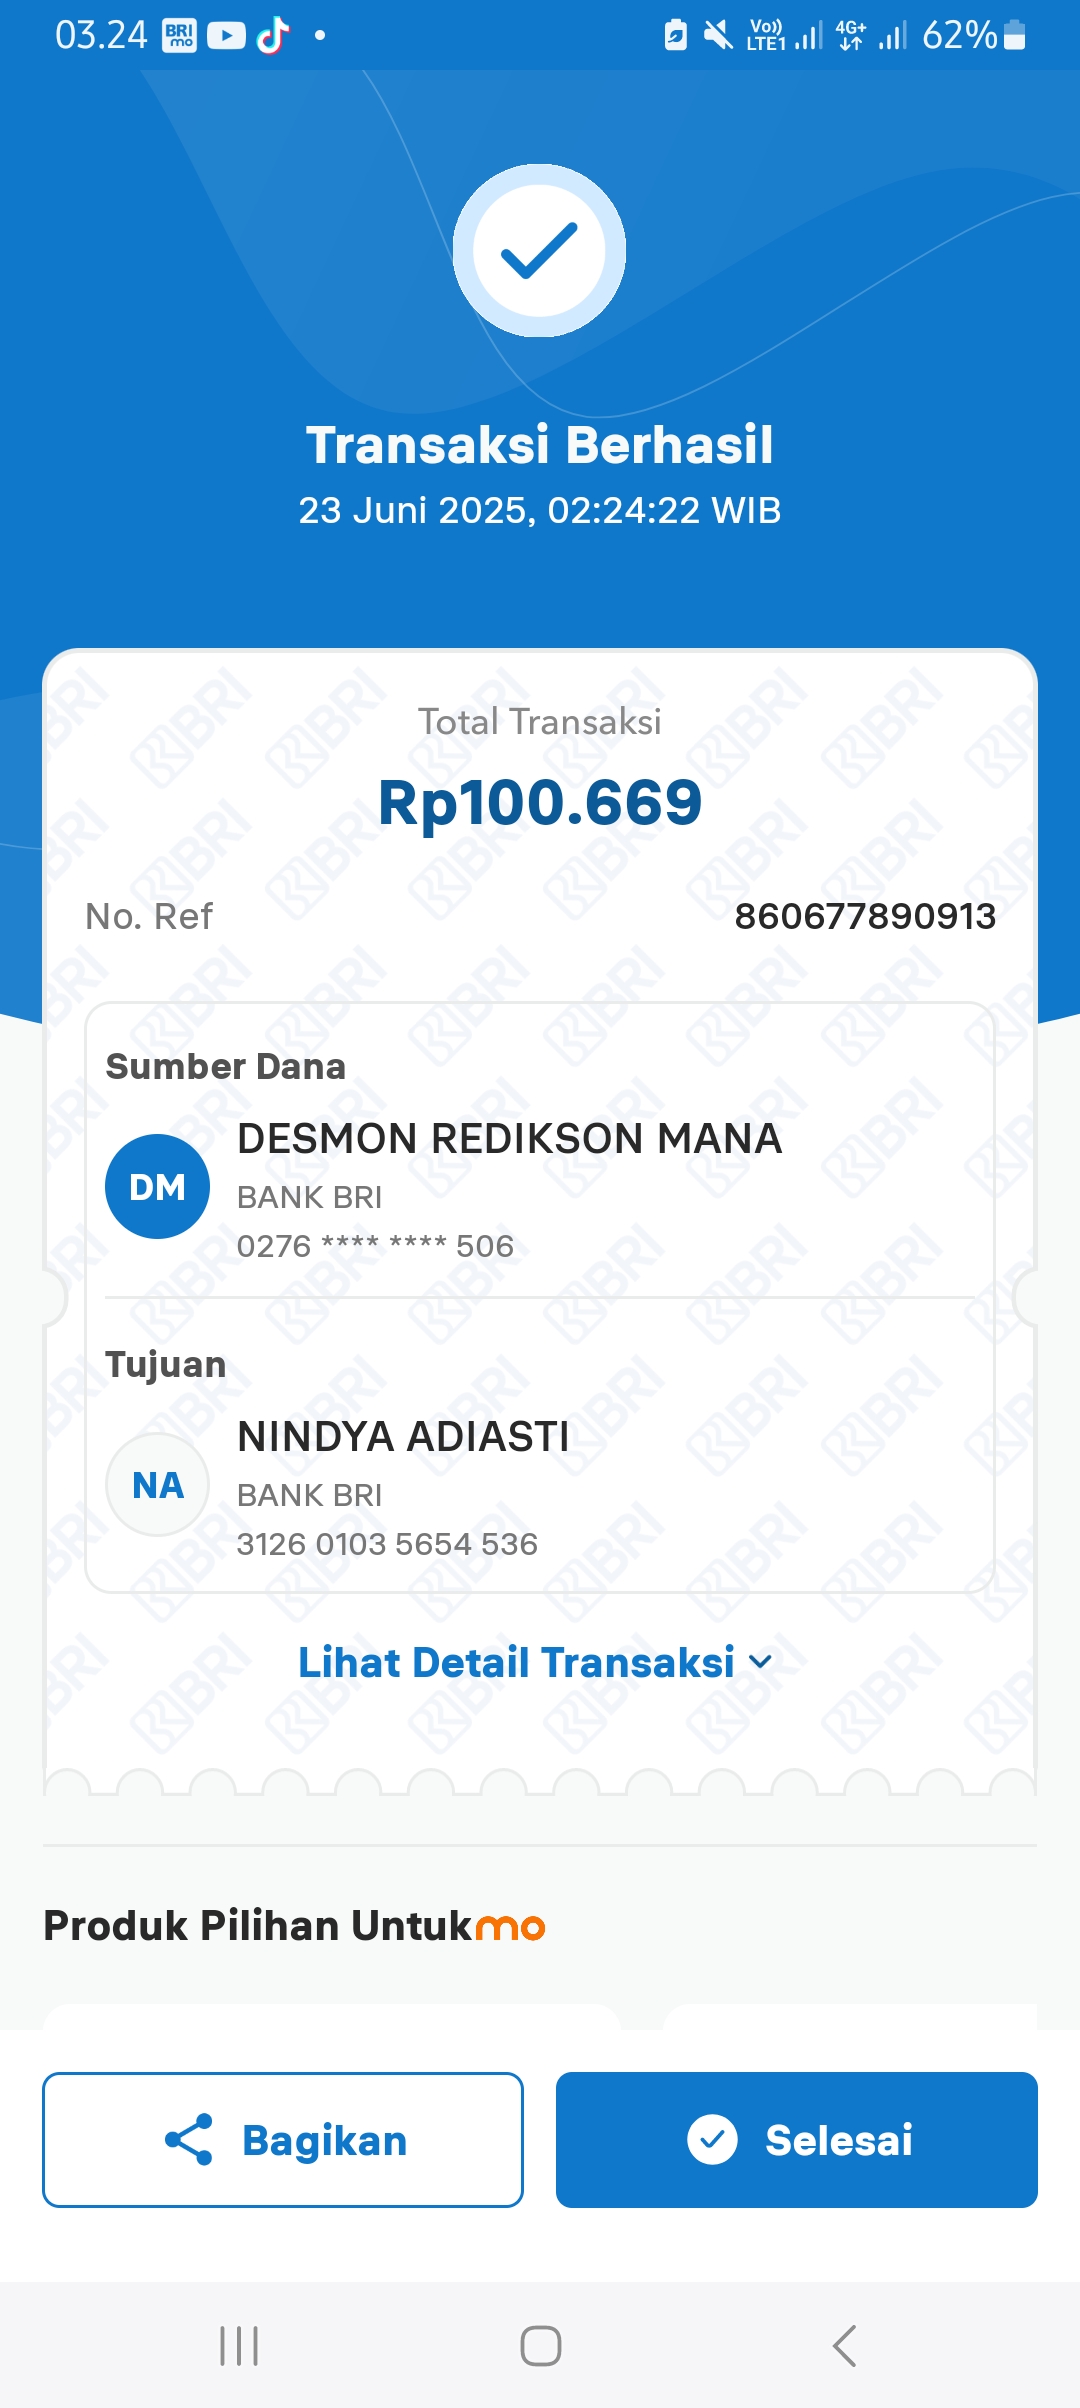 03.24 BRI mo Vo)) LTE1 4G+ 62%
Transaksi Berhasil
23 Juni 2025, 02:24:22 WIB
Total Transaksi
Rp100.669
No. Ref 860677890913
Sumber Dana
DM
DESMON REDIKSON MANA
BANK BRI
0276 **** **** 506
Tujuan
NA
NINDYA ADIASTI
BANK BRI
3126 0103 5654 536
Lihat Detail Transaksi
Produk Pilihan Untukmo
Bagikan
Selesai